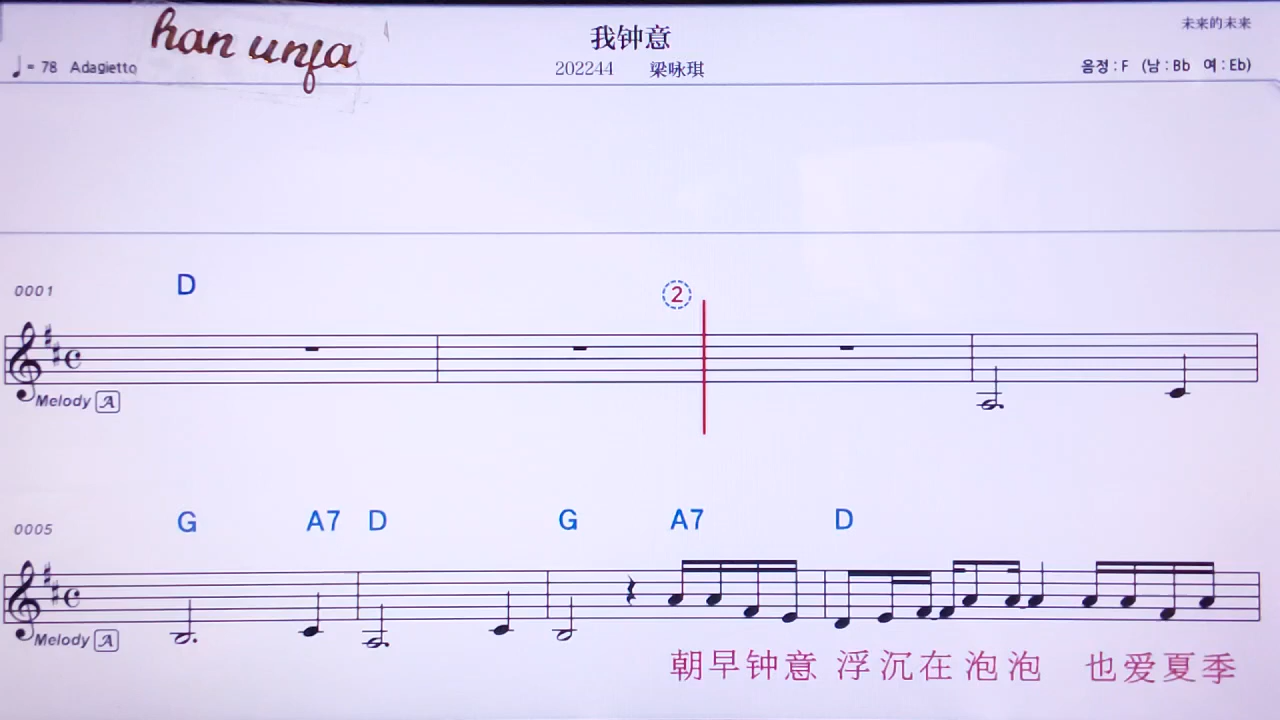 han unfa
我钟意
未来的未来
♩= 78 Adagietto
202244 梁咏琪
음정 : F (남 : Bb 여 : Eb)
0001
D
②
Melody A
0005
G A7 D G A7 D
Melody A
朝早钟意 浮沉在泡泡 也爱夏季